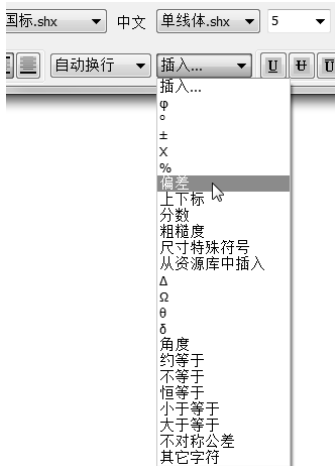 国标.shx 中文 单线体.shx 5
自动换行 插入... U U U
插入...
φ
°
±
X
%
偏差
上下标
分数
粗糙度
尺寸特殊符号
从资源库中插入
Δ
Ω
θ
δ
角度
约等于
不等于
恒等于
小于等于
大于等于
不对称公差
其它字符